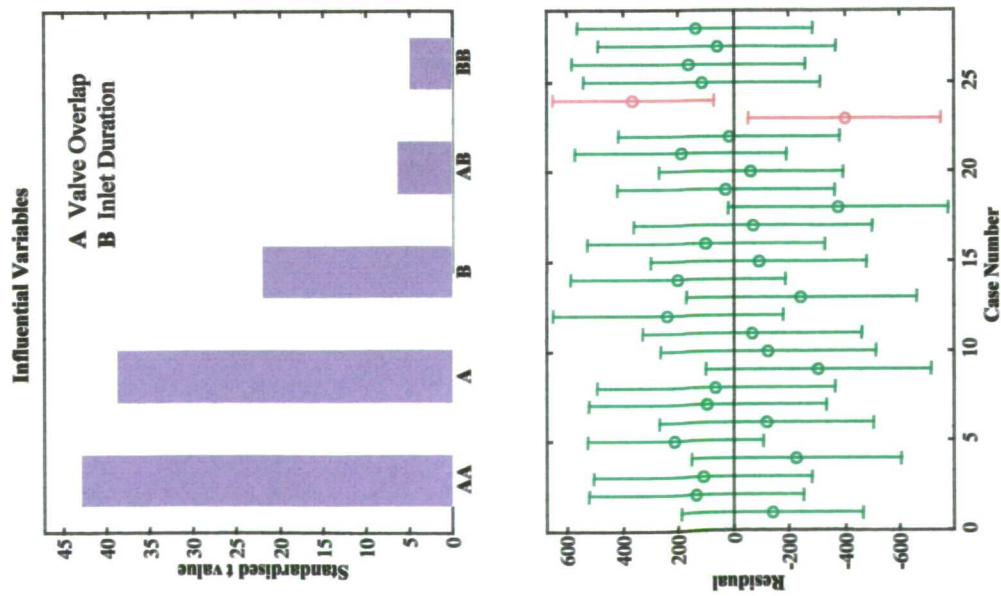 Influential Variables
A Valve Overlap
B Inlet Duration
Standardised t value
45
40
35
30
25
20
15
10
5
0
AA
A
B
AB
BB
Residual
600
400
200
0
-200
-400
-600
0
5
10
15
20
25
Case Number